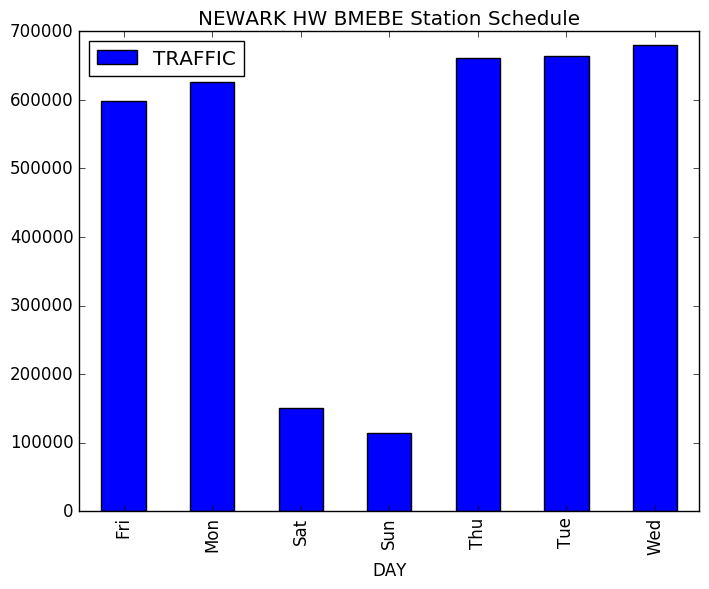 NEWARK HW BMEBE Station Schedule
TRAFFIC
700000
600000
500000
400000
300000
200000
100000
0
Fri
Mon
Sat
Sun
Thu
Tue
Wed
DAY